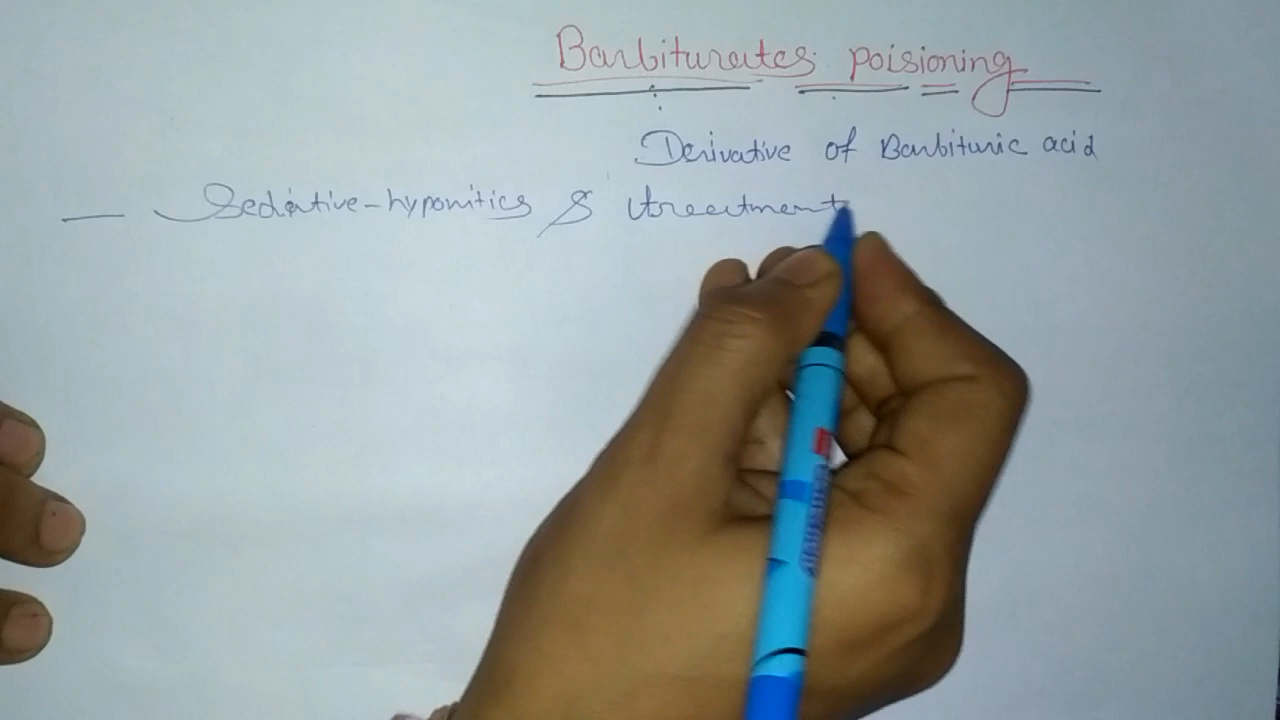 Barbiturates poisioning
Derivative of Barbituric acid
— Sedative-hyponitics & treatment